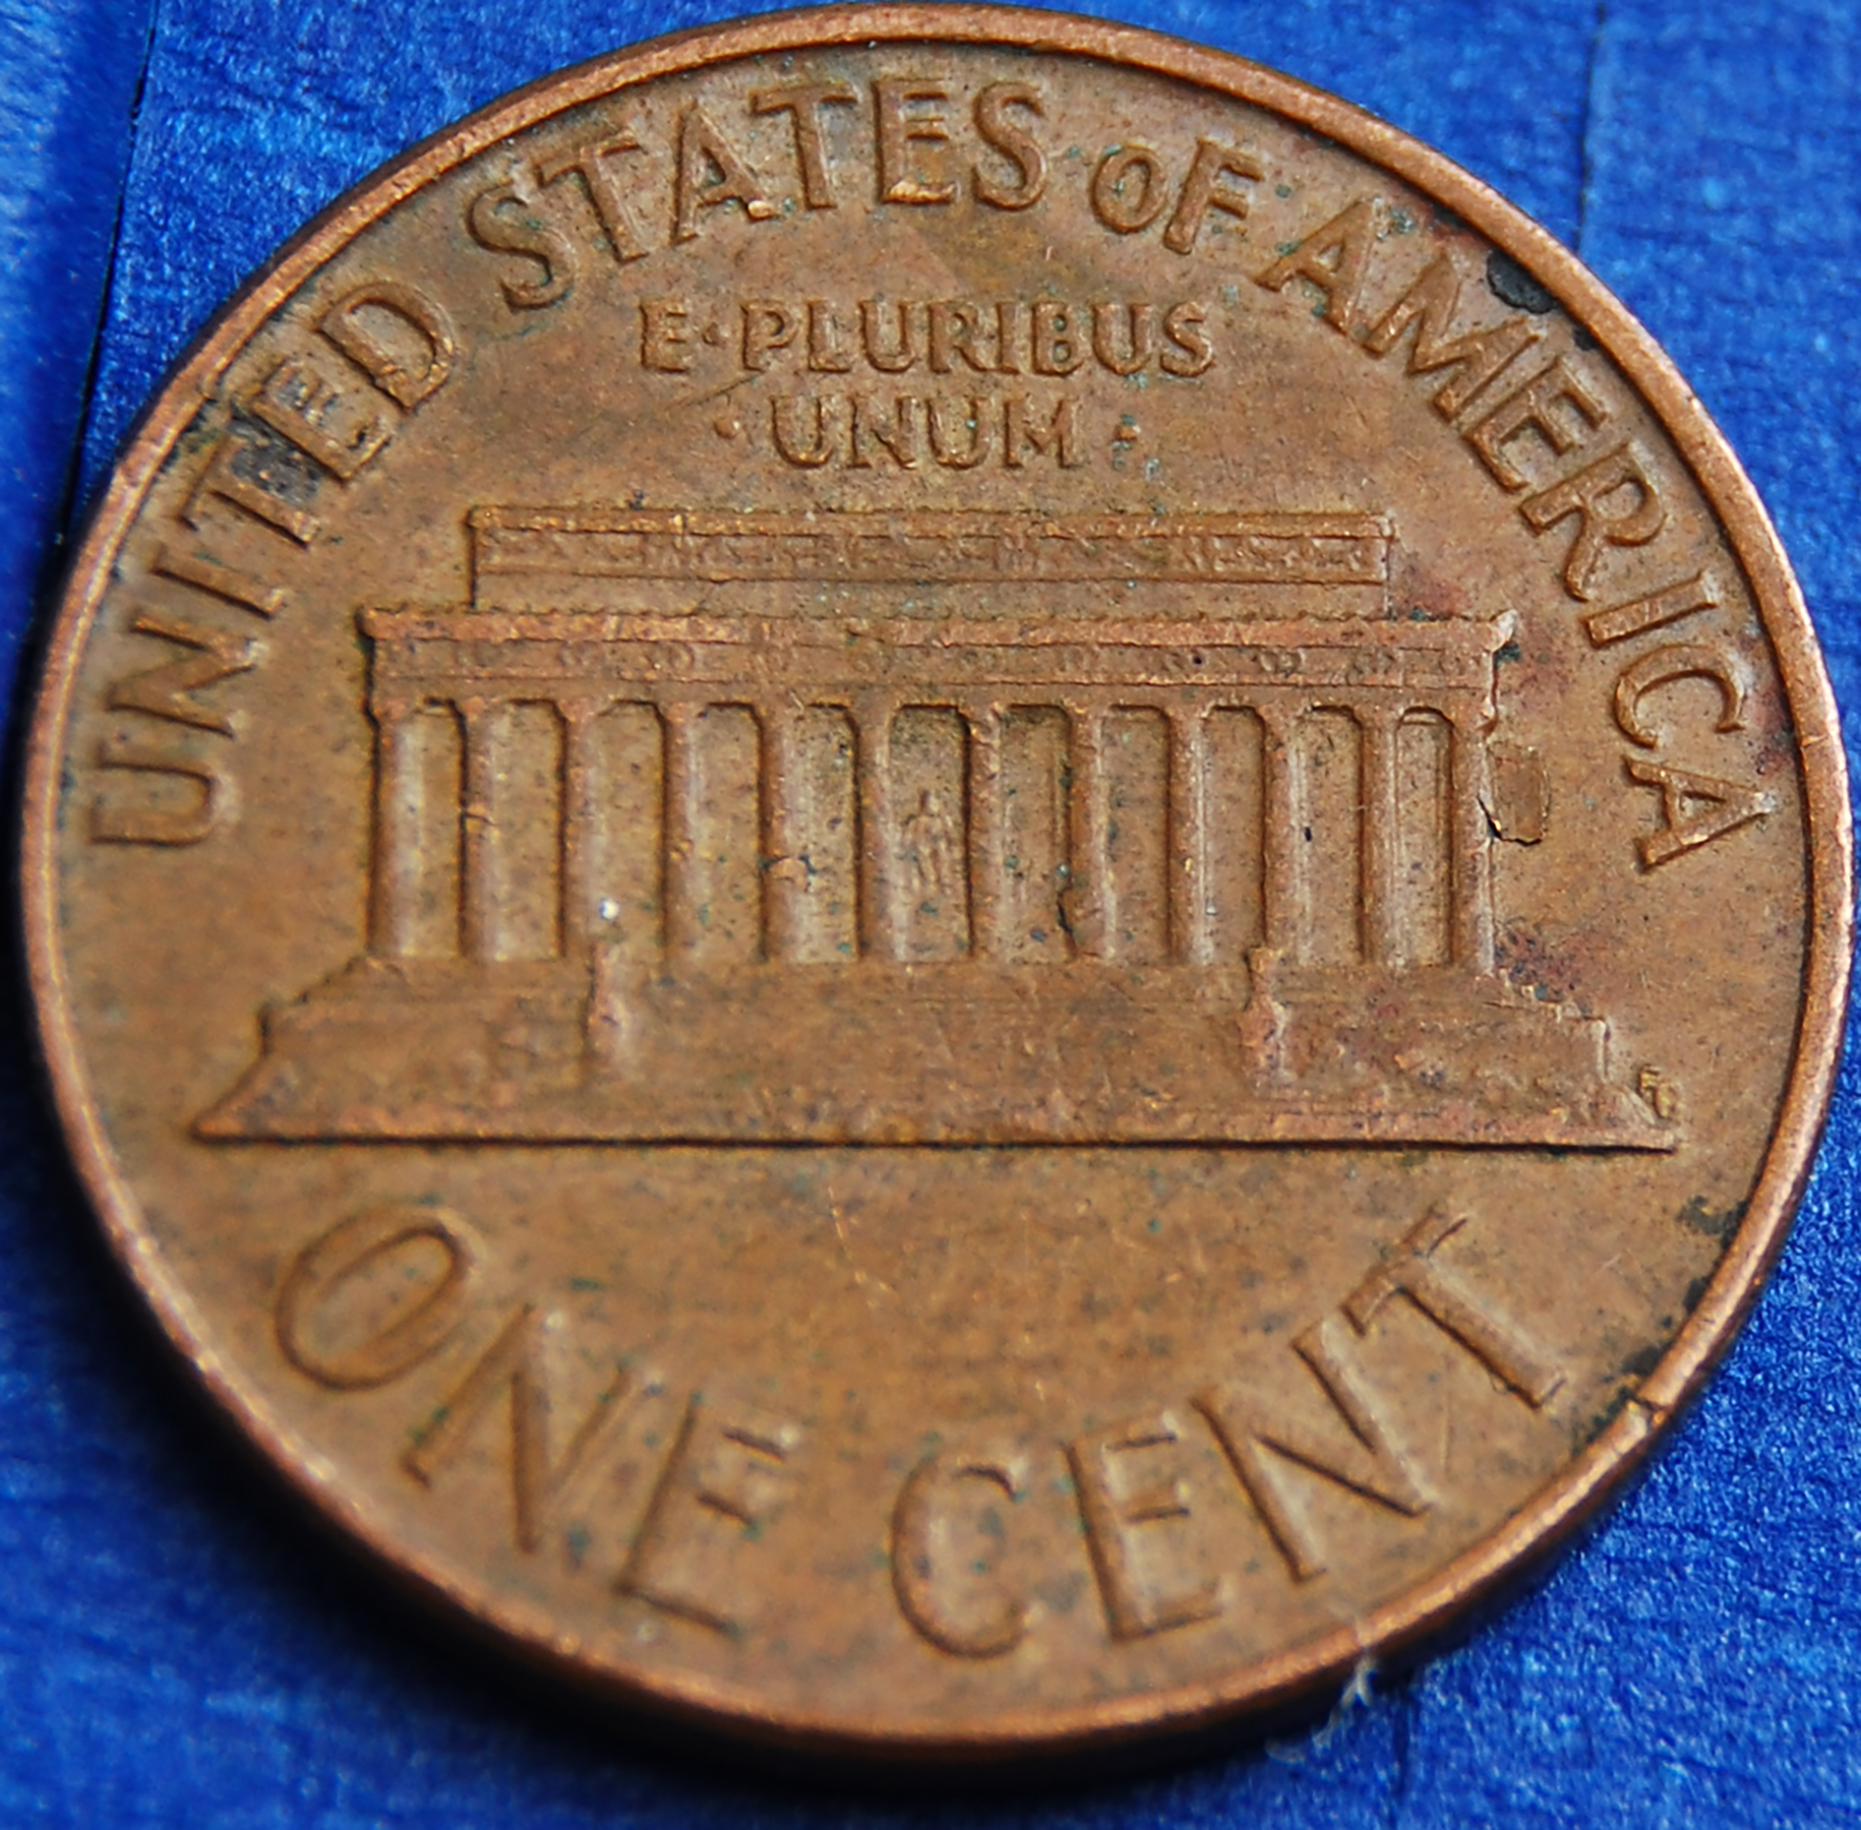 UNITED STATES OF AMERICA
E·PLURIBUS
·UNUM·
ONE CENT